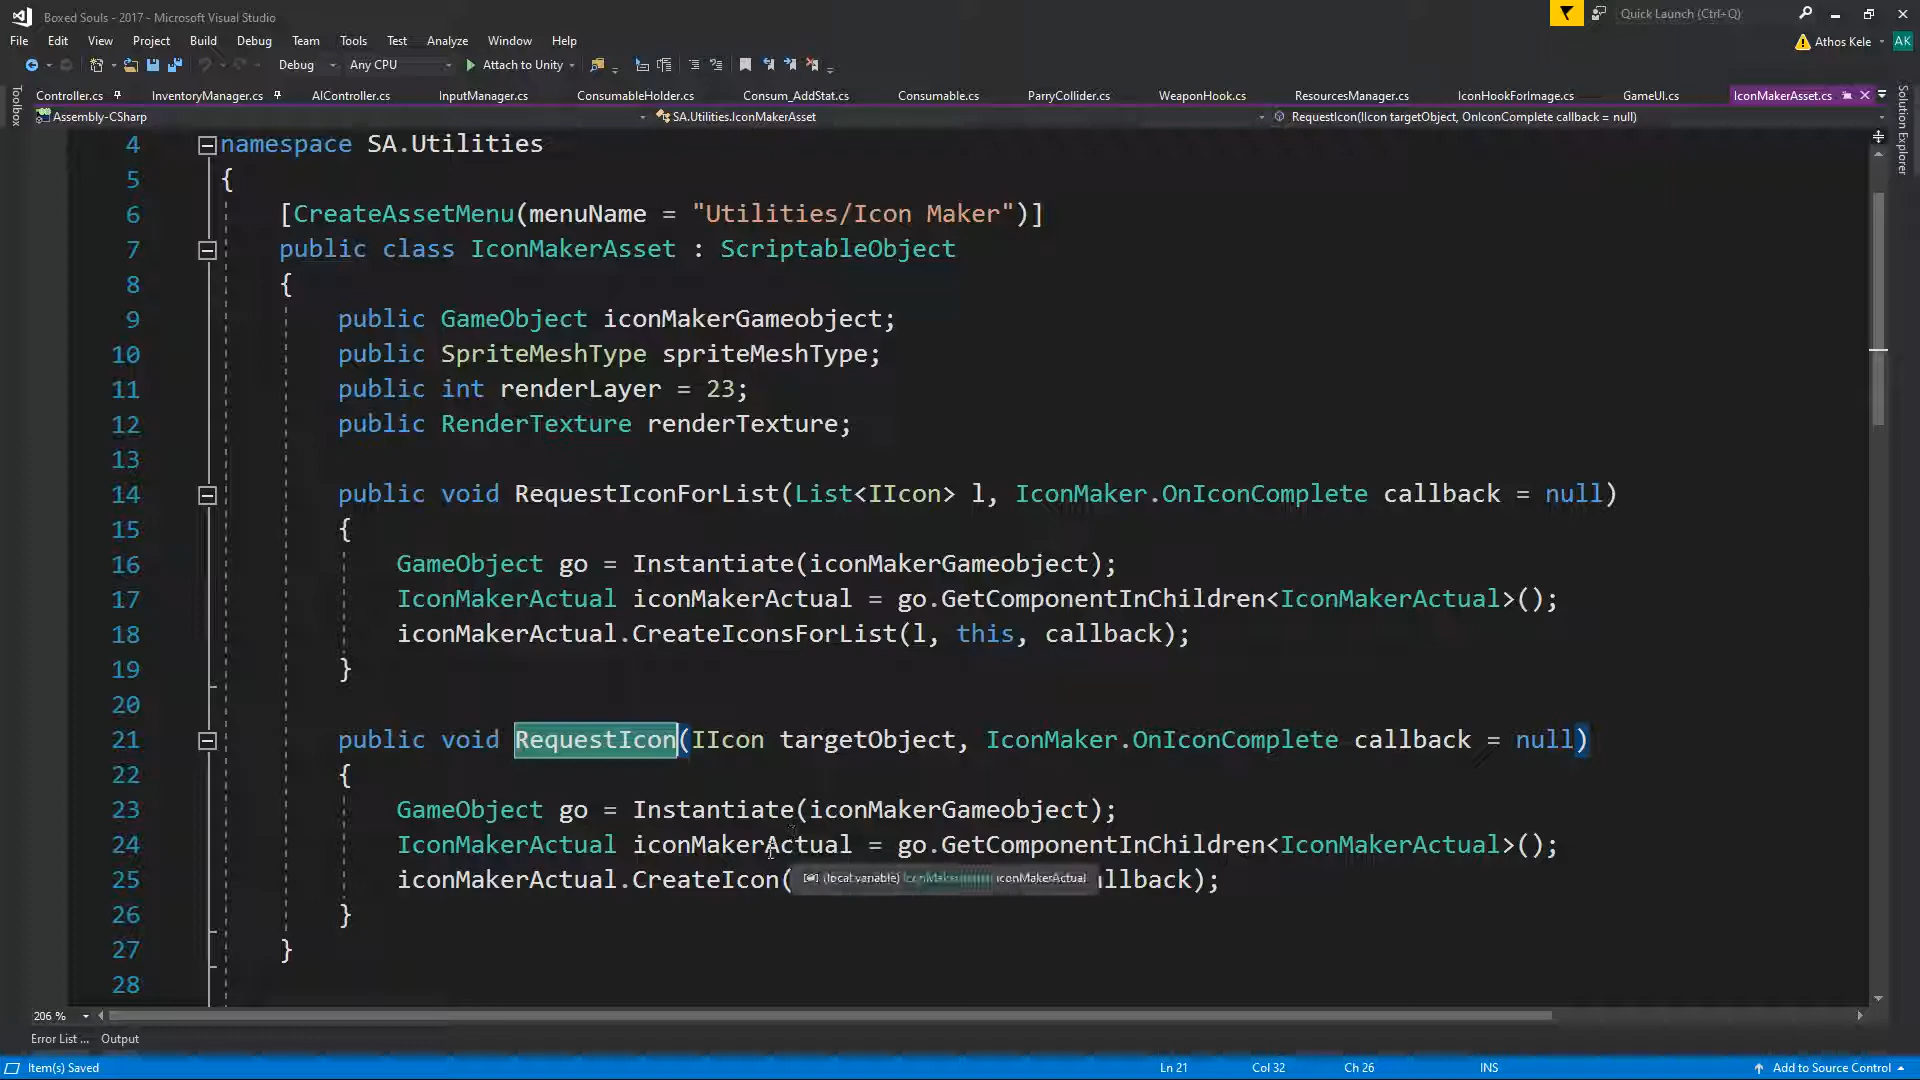 Boxed Souls - 2017 - Microsoft Visual Studio
Quick Launch (Ctrl+Q)
File Edit View Project Build Debug Team Tools Test Analyze Window Help
Athos Kele AK
Debug Any CPU Attach to Unity
Toolbox
Controller.cs InventoryManager.cs AIController.cs InputManager.cs ConsumableHolder.cs Consum_AddStat.cs Consumable.cs ParryCollider.cs WeaponHook.cs ResourcesManager.cs IconHookForImage.cs GameUI.cs IconMakerAsset.cs
Solution Explorer
Assembly-CSharp SA.Utilities.IconMakerAsset RequestIcon(IIcon targetObject, OnIconComplete callback = null)
4 namespace SA.Utilities
5 {
6 [CreateAssetMenu(menuName = "Utilities/Icon Maker")]
7 public class IconMakerAsset : ScriptableObject
8 {
9 public GameObject iconMakerGameobject;
10 public SpriteMeshType spriteMeshType;
11 public int renderLayer = 23;
12 public RenderTexture renderTexture;
13
14 public void RequestIconForList(List<IIcon> l, IconMaker.OnIconComplete callback = null)
15 {
16 GameObject go = Instantiate(iconMakerGameobject);
17 IconMakerActual iconMakerActual = go.GetComponentInChildren<IconMakerActual>();
18 iconMakerActual.CreateIconsForList(l, this, callback);
19 }
20
21 public void RequestIcon(IIcon targetObject, IconMaker.OnIconComplete callback = null)
22 {
23 GameObject go = Instantiate(iconMakerGameobject);
24 IconMakerActual iconMakerActual = go.GetComponentInChildren<IconMakerActual>();
25 iconMakerActual.CreateIcon( (local variable) iconMakerActual llback);
26 }
27 }
28
206 %
Error List ... Output
Item(s) Saved Ln 21 Col 32 Ch 26 INS Add to Source Control